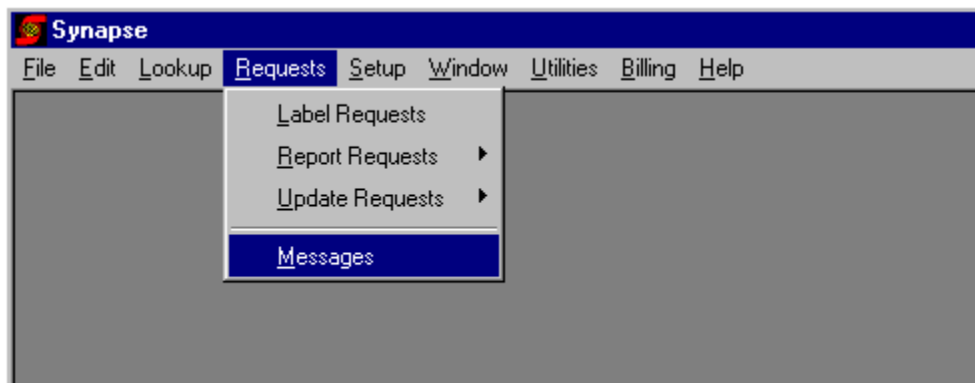 Synapse
File Edit Lookup Requests Setup Window Utilities Billing Help
Label Requests
Report Requests
Update Requests
Messages